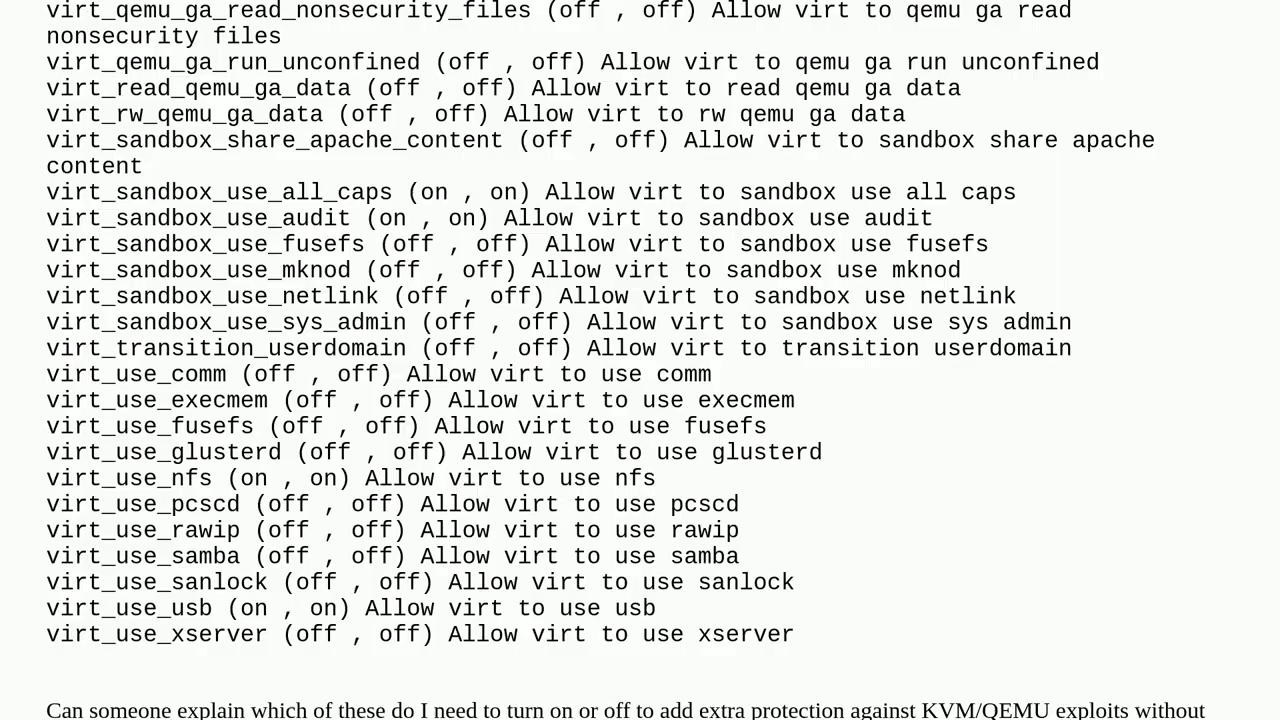 virt_qemu_ga_read_nonsecurity_files (off , off) Allow virt to qemu ga read
nonsecurity files
virt_qemu_ga_run_unconfined (off , off) Allow virt to qemu ga run unconfined
virt_read_qemu_ga_data (off , off) Allow virt to read qemu ga data
virt_rw_qemu_ga_data (off , off) Allow virt to rw qemu ga data
virt_sandbox_share_apache_content (off , off) Allow virt to sandbox share apache
content
virt_sandbox_use_all_caps (on , on) Allow virt to sandbox use all caps
virt_sandbox_use_audit (on , on) Allow virt to sandbox use audit
virt_sandbox_use_fusefs (off , off) Allow virt to sandbox use fusefs
virt_sandbox_use_mknod (off , off) Allow virt to sandbox use mknod
virt_sandbox_use_netlink (off , off) Allow virt to sandbox use netlink
virt_sandbox_use_sys_admin (off , off) Allow virt to sandbox use sys admin
virt_transition_userdomain (off , off) Allow virt to transition userdomain
virt_use_comm (off , off) Allow virt to use comm
virt_use_execmem (off , off) Allow virt to use execmem
virt_use_fusefs (off , off) Allow virt to use fusefs
virt_use_glusterd (off , off) Allow virt to use glusterd
virt_use_nfs (on , on) Allow virt to use nfs
virt_use_pcscd (off , off) Allow virt to use pcscd
virt_use_rawip (off , off) Allow virt to use rawip
virt_use_samba (off , off) Allow virt to use samba
virt_use_sanlock (off , off) Allow virt to use sanlock
virt_use_usb (on , on) Allow virt to use usb
virt_use_xserver (off , off) Allow virt to use xserver
Can someone explain which of these do I need to turn on or off to add extra protection against KVM/QEMU exploits without